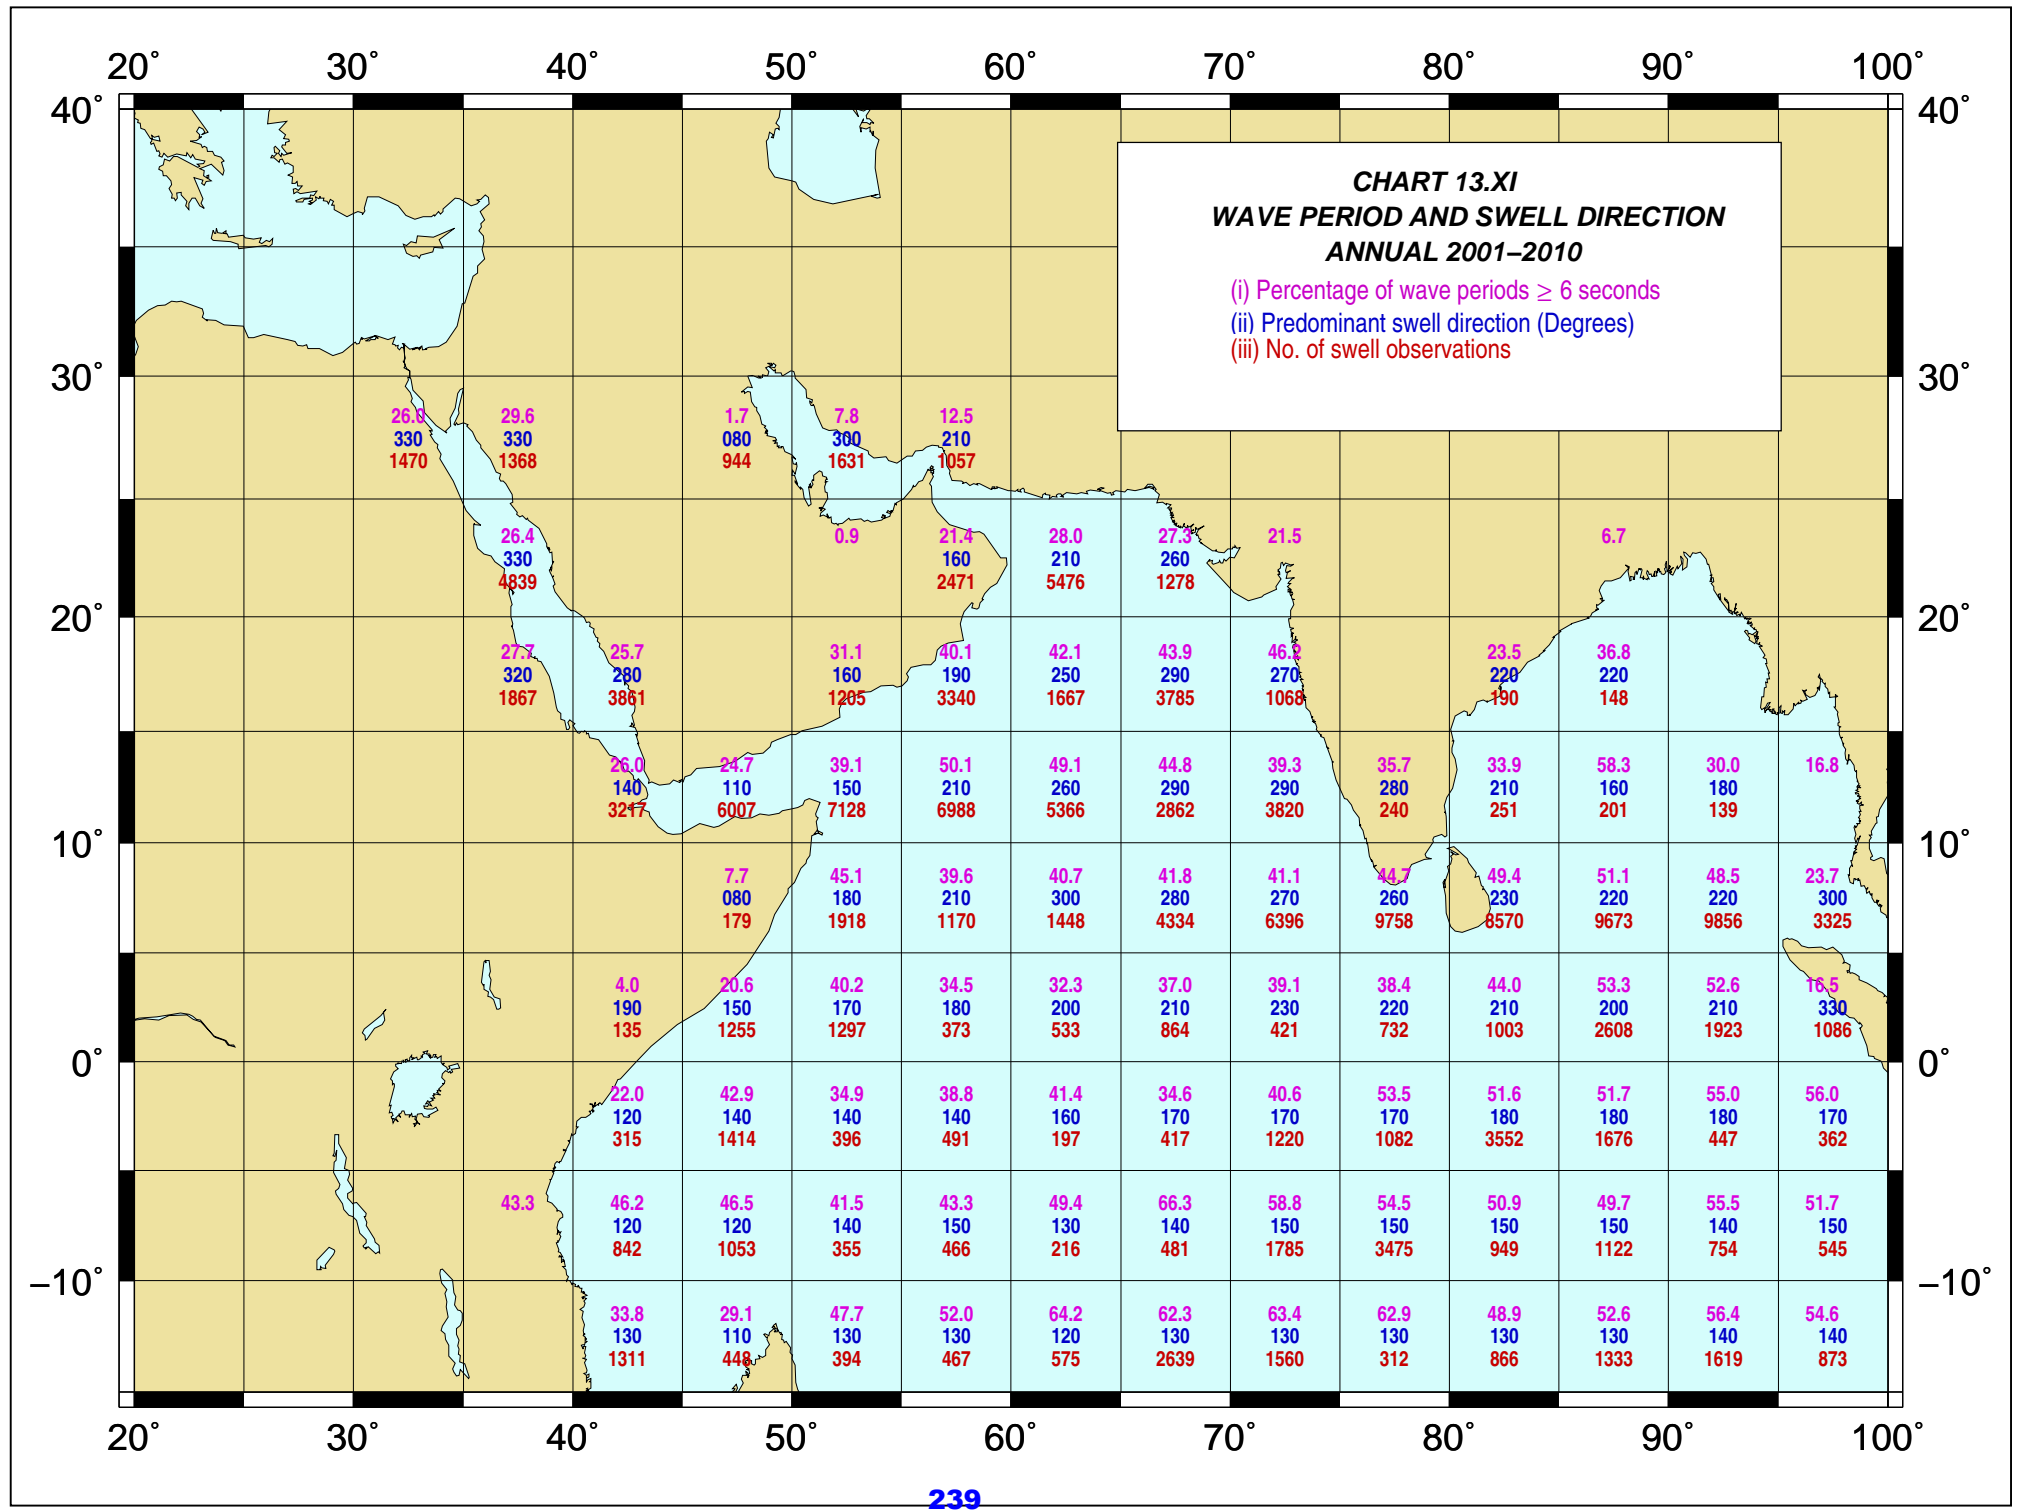 20° 30° 40° 50° 60° 70° 80° 90° 100°
40° 40°
CHART 13.XI
WAVE PERIOD AND SWELL DIRECTION
ANNUAL 2001–2010
(i) Percentage of wave periods ≥ 6 seconds
(ii) Predominant swell direction (Degrees)
(iii) No. of swell observations
30° 30°
26.0 29.6 1.7 7.8 12.5
330 330 080 300 210
1470 1368 944 1631 1057
26.4 0.9 21.4 28.0 27.3 21.5 6.7
330 160 210 260
4839 2471 5476 1278
20° 20°
27.7 25.7 31.1 40.1 42.1 43.9 46.2 23.5 36.8
320 280 160 190 250 290 270 220 220
1867 3861 1205 3340 1667 3785 1068 190 148
26.0 24.7 39.1 50.1 49.1 44.8 39.3 35.7 33.9 58.3 30.0 16.8
140 110 150 210 260 290 290 280 210 160 180
3217 6007 7128 6988 5366 2862 3820 240 251 201 139
10° 10°
7.7 45.1 39.6 40.7 41.8 41.1 44.7 49.4 51.1 48.5 23.7
080 180 210 300 280 270 260 230 220 220 300
179 1918 1170 1448 4334 6396 9758 8570 9673 9856 3325
4.0 20.6 40.2 34.5 32.3 37.0 39.1 38.4 44.0 53.3 52.6 16.5
190 150 170 180 200 210 230 220 210 200 210 330
135 1255 1297 373 533 864 421 732 1003 2608 1923 1086
0° 0°
22.0 42.9 34.9 38.8 41.4 34.6 40.6 53.5 51.6 51.7 55.0 56.0
120 140 140 140 160 170 170 170 180 180 180 170
315 1414 396 491 197 417 1220 1082 3552 1676 447 362
43.3 46.2 46.5 41.5 43.3 49.4 66.3 58.8 54.5 50.9 49.7 55.5 51.7
120 120 140 150 130 140 150 150 150 150 140 150
842 1053 355 466 216 481 1785 3475 949 1122 754 545
–10° –10°
33.8 29.1 47.7 52.0 64.2 62.3 63.4 62.9 48.9 52.6 56.4 54.6
130 110 130 130 120 130 130 130 130 130 140 140
1311 448 394 467 575 2639 1560 312 866 1333 1619 873
20° 30° 40° 50° 60° 70° 80° 90° 100°
239